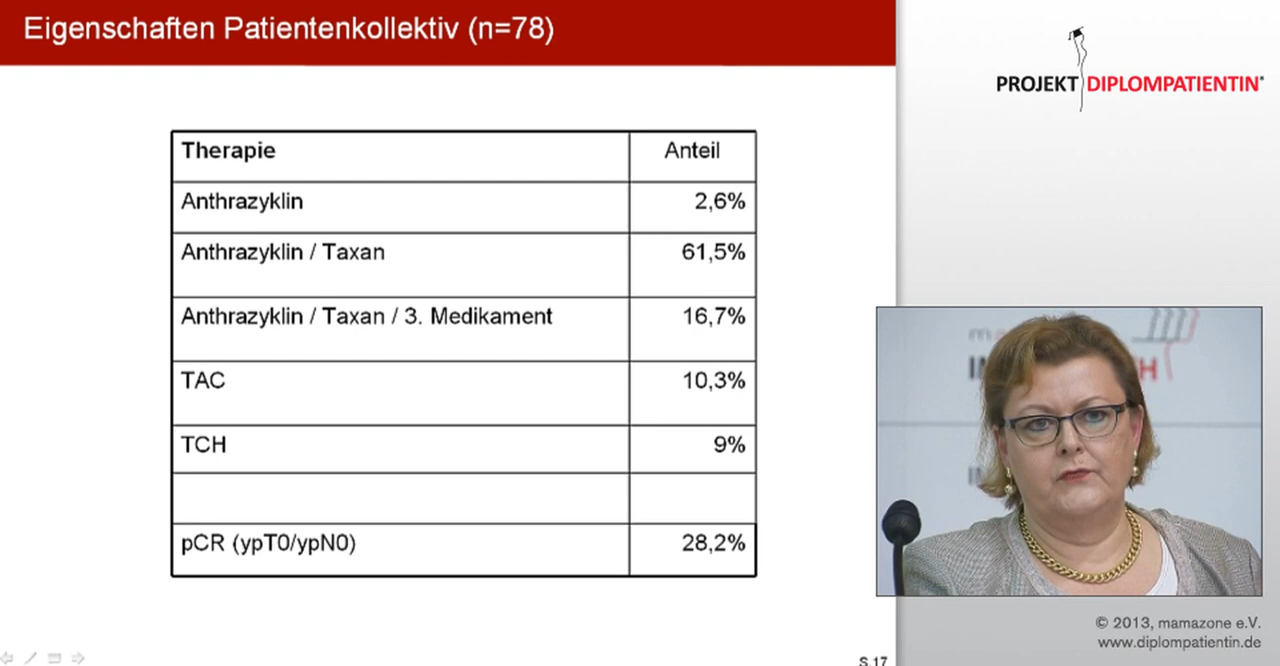 Eigenschaften Patientenkollektiv (n=78)
PROJEKT DIPLOMPATIENTIN®
Therapie Anteil
Anthrazyklin 2,6%
Anthrazyklin / Taxan 61,5%
Anthrazyklin / Taxan / 3. Medikament 16,7%
TAC 10,3%
TCH 9%
pCR (ypT0/ypN0) 28,2%
© 2013, mamazone e.V.
www.diplompatientin.de
S.17